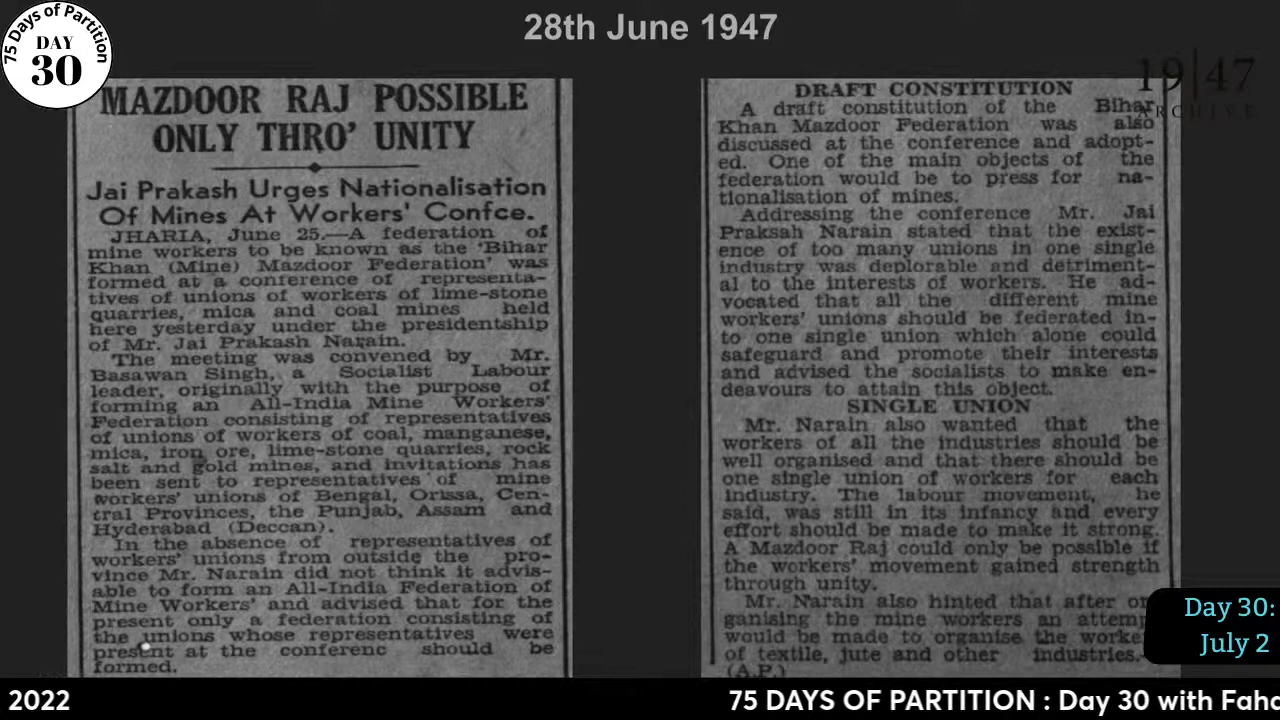 75 Days of Partition
DAY
30
28th June 1947
19|47
ARCHIVE
MAZDOOR RAJ POSSIBLE
ONLY THRO' UNITY
Jai Prakash Urges Nationalisation
Of Mines At Workers' Confce.
JHARIA, June 25.—A federation of
mine workers to be known as the 'Bihar
Khan (Mine) Mazdoor Federation' was
formed at a conference of representa-
tives of unions of workers of lime-stone
quarries, mica and coal mines held
here yesterday under the presidentship
of Mr. Jai Prakash Narain.
The meeting was convened by Mr.
Basawan Singh, a Socialist Labour
leader, originally with the purpose of
forming an All-India Mine Workers'
Federation consisting of representatives
of unions of workers of coal, manganese,
mica, iron ore, lime-stone quarries, rock
salt and gold mines, and invitations has
been sent to representatives of mine
workers' unions of Bengal, Orissa, Cen-
tral Provinces, the Punjab, Assam and
Hyderabad (Deccan).
In the absence of representatives of
workers' unions from outside the pro-
vince Mr. Narain did not think it advis-
able to form an All-India Federation of
Mine Workers' and advised that for the
present only a federation consisting of
the unions whose representatives were
present at the conferenc should be
formed.
DRAFT CONSTITUTION
A draft constitution of the Bihar
Khan Mazdoor Federation was also
discussed at the conference and adopt-
ed. One of the main objects of the
federation would be to press for na-
tionalisation of mines.
Addressing the conference Mr. Jai
Praksah Narain stated that the exist-
ence of too many unions in one single
industry was deplorable and detriment-
al to the interests of workers. He ad-
vocated that all the different mine
workers' unions should be federated in-
to one single union which alone could
safeguard and promote their interests
and advised the socialists to make en-
deavours to attain this object.
SINGLE UNION
Mr. Narain also wanted that the
workers of all the industries should be
well organised and that there should be
one single union of workers for each
industry. The labour movement, he
said, was still in its infancy and every
effort should be made to make it strong.
A Mazdoor Raj could only be possible if
the workers' movement gained strength
through unity.
Mr. Narain also hinted that after or
ganising the mine workers an attemp
would be made to organise the worke
of textile, jute and other industries.—
(A.P.)
Day 30:
July 2
2022
75 DAYS OF PARTITION : Day 30 with Faha